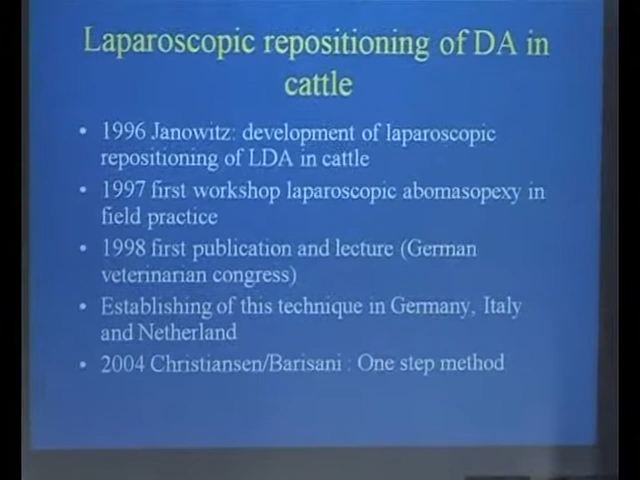 Laparoscopic repositioning of DA in
cattle
• 1996 Janowitz: development of laparoscopic
repositioning of LDA in cattle
• 1997 first workshop laparoscopic abomasopexy in
field practice
• 1998 first publication and lecture (German
veterinarian congress)
• Establishing of this technique in Germany, Italy
and Netherland
• 2004 Christiansen/Barisani : One step method